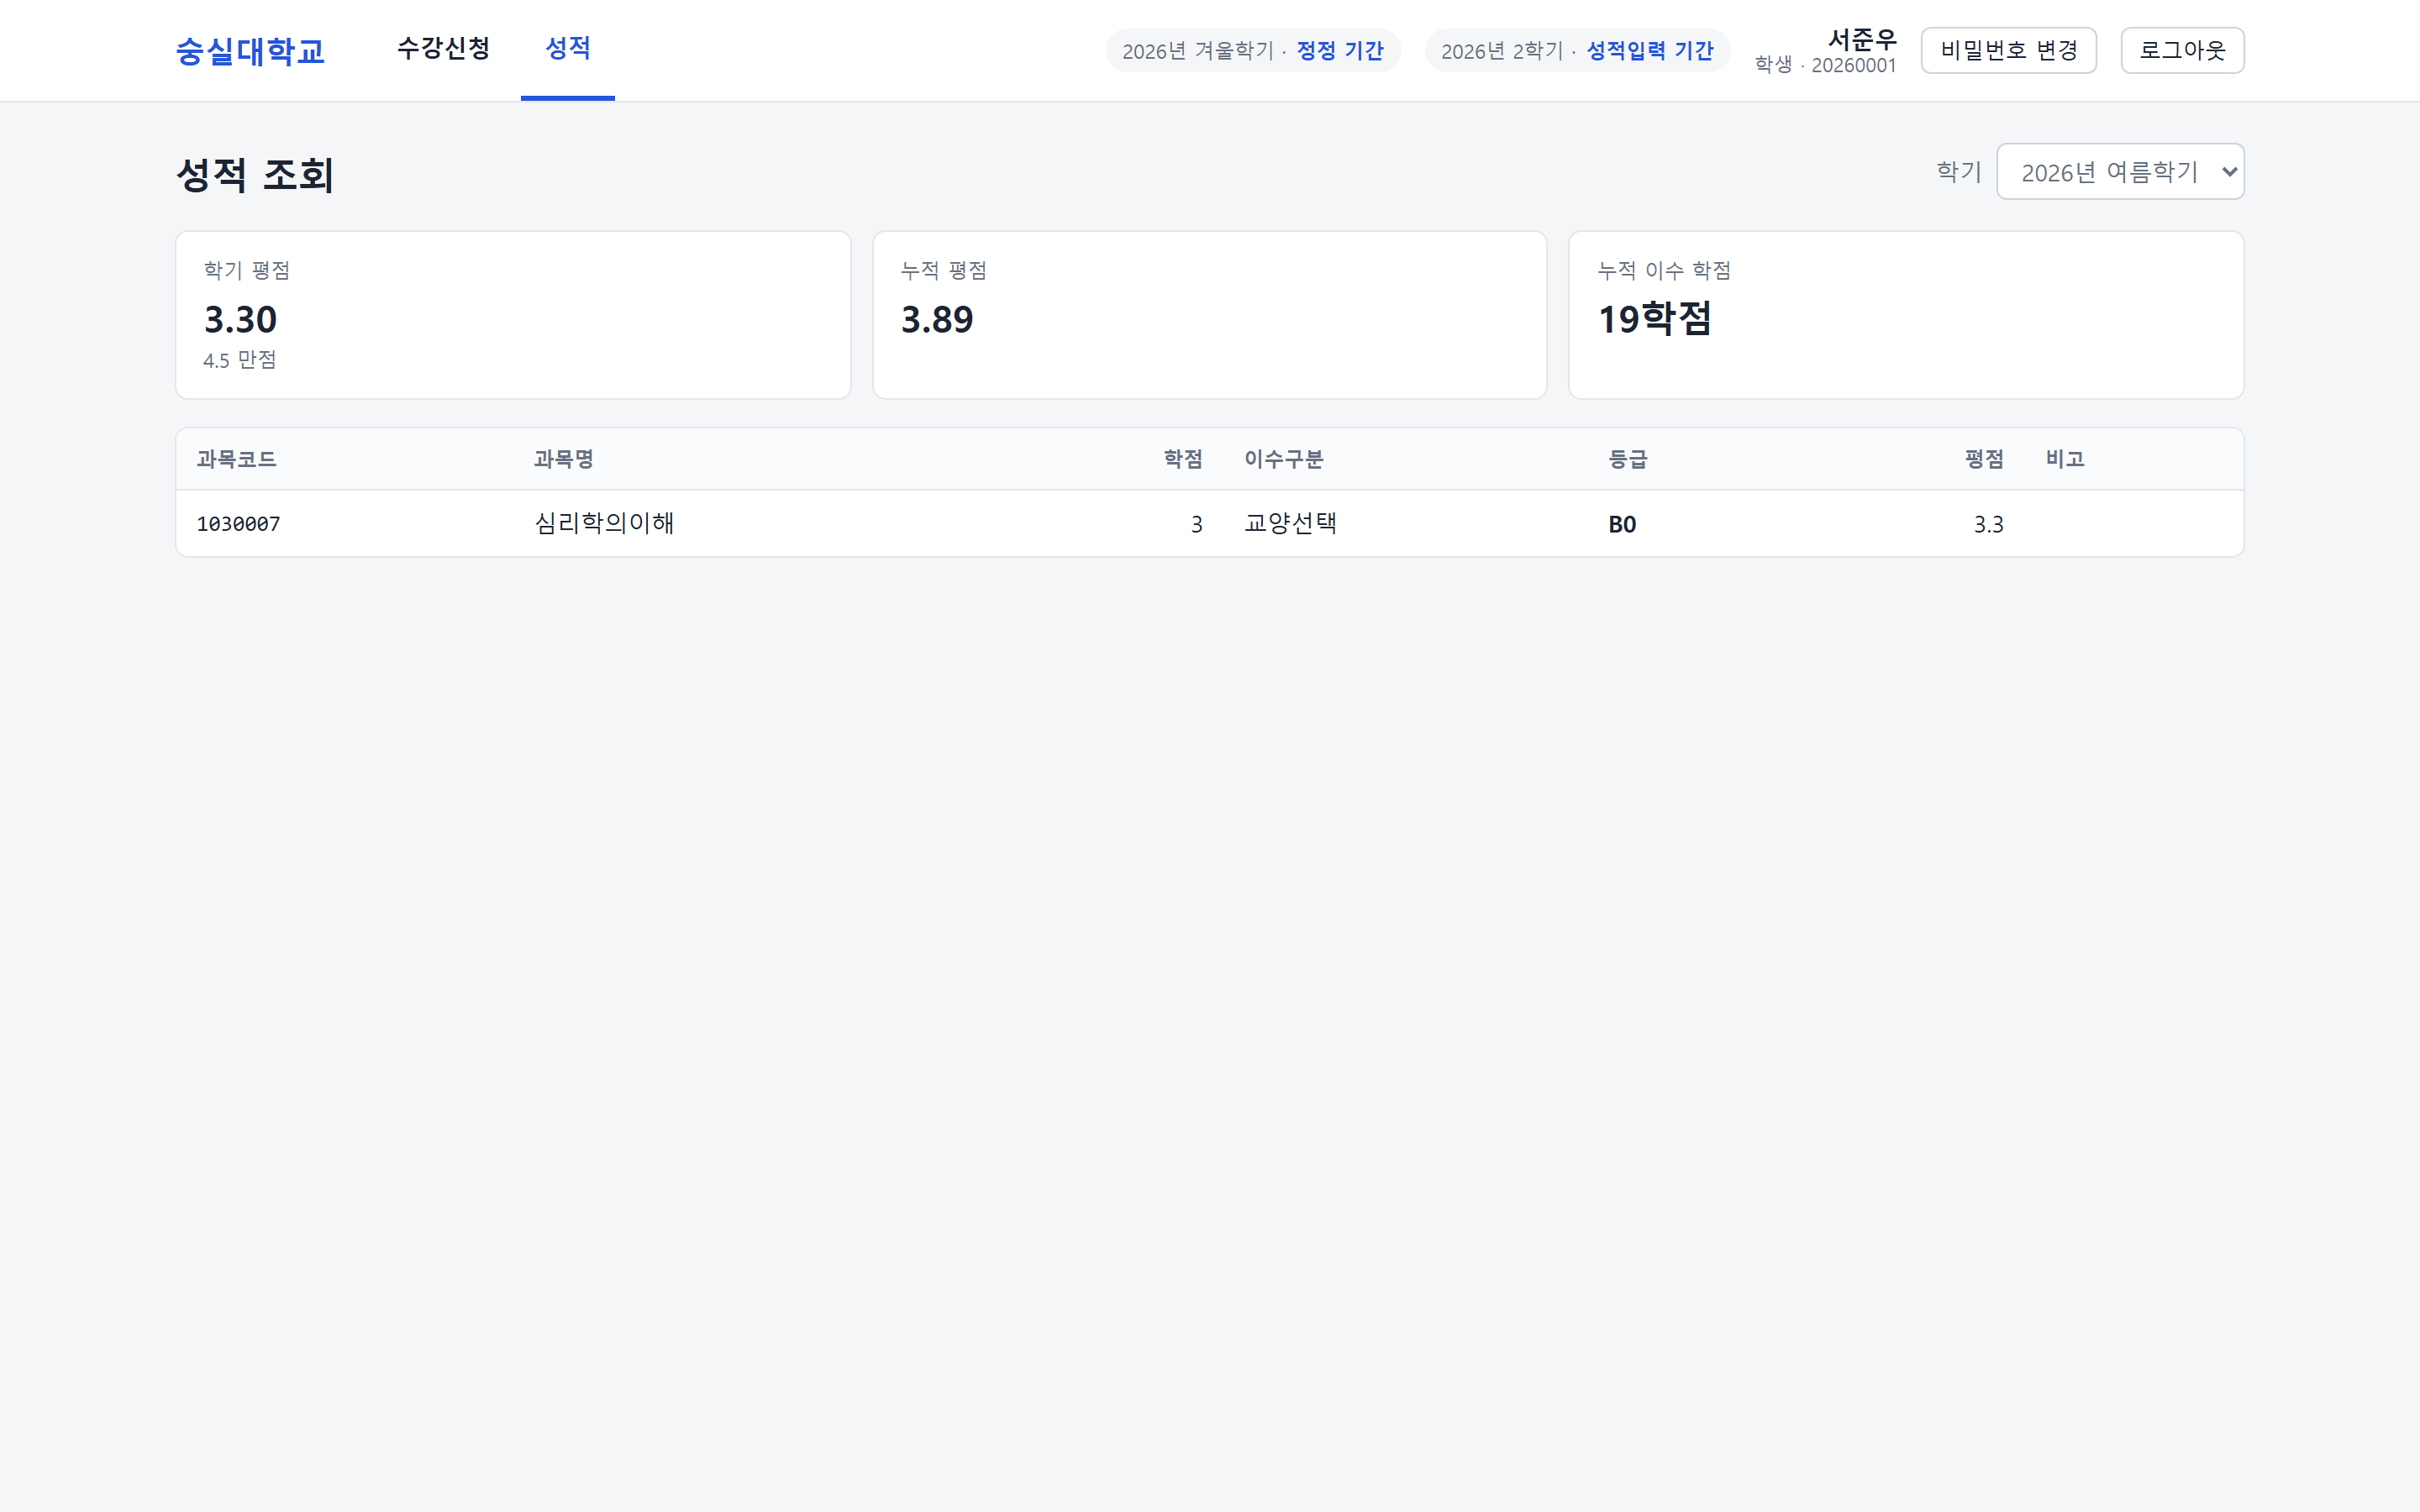 숭실대학교 수강신청 성적 2026년 겨울학기 · 정정 기간 2026년 2학기 · 성적입력 기간 서준우 비밀번호 변경 로그아웃
학생 · 20260001
성적 조회 학기 2026년 여름학기
학기 평점 누적 평점 누적 이수 학점
3.30 3.89 19학점
4.5 만점
과목코드 과목명 학점 이수구분 등급 평점 비고
1030007 심리학의이해 3 교양선택 B0 3.3